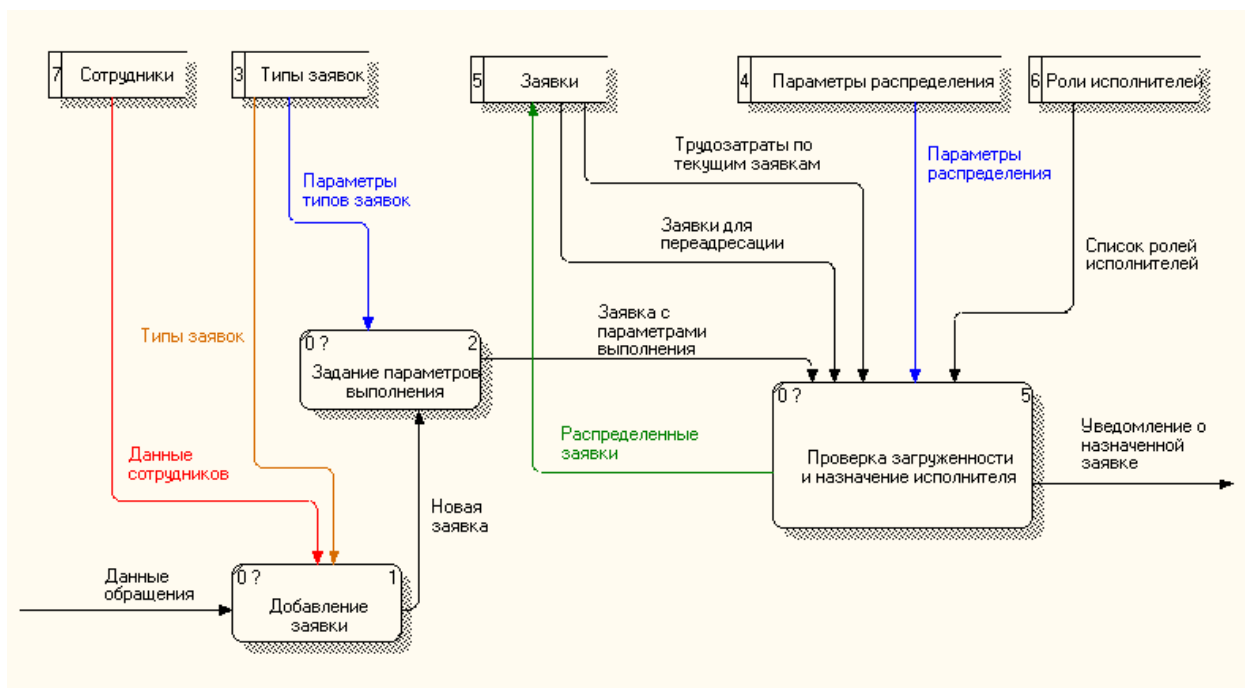 7 Сотрудники
3 Типы заявок
5 Заявки
4 Параметры распределения
6 Роли исполнителей
Трудозатраты по
текущим заявкам
Параметры
распределения
Параметры
типов заявок
Заявки для
переадресации
Список ролей
исполнителей
Типы заявок
Заявка с
параметрами
выполнения
0 ? 2
Задание параметров
выполнения
0 ? 5
Проверка загруженности
и назначение исполнителя
Распределенные
заявки
Уведомление о
назначенной
заявке
Данные
сотрудников
Новая
заявка
Данные
обращения
0 ? 1
Добавление
заявки